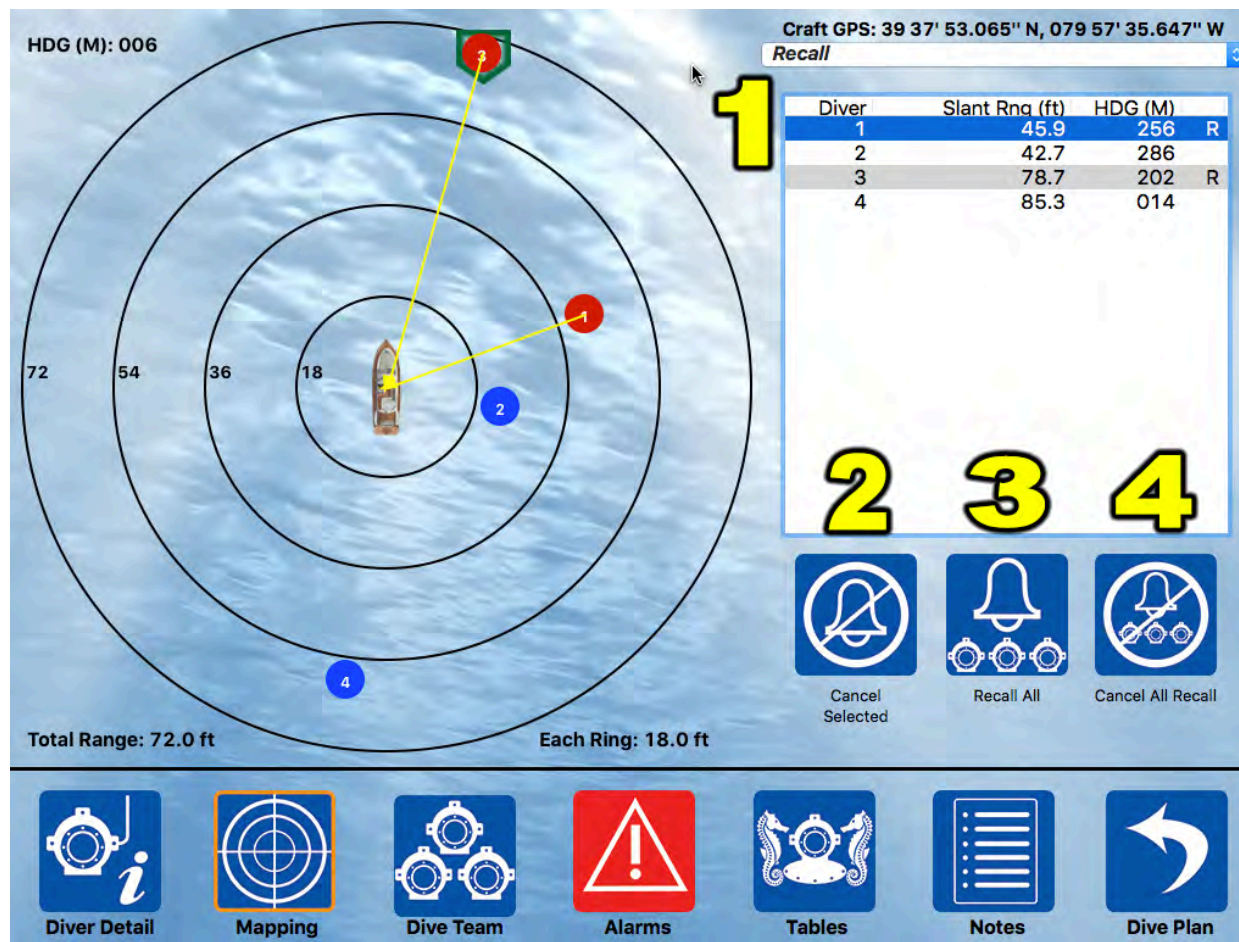 HDG (M): 006
Craft GPS: 39 37' 53.065" N, 079 57' 35.647" W
Recall
1
Diver Slant Rng (ft) HDG (M)
1 45.9 256 R
2 42.7 286
3 78.7 202 R
4 85.3 014
3
1
72 54 36 18
2
4
2 3 4
Cancel Selected
Recall All
Cancel All Recall
Total Range: 72.0 ft
Each Ring: 18.0 ft
Diver Detail
Mapping
Dive Team
Alarms
Tables
Notes
Dive Plan